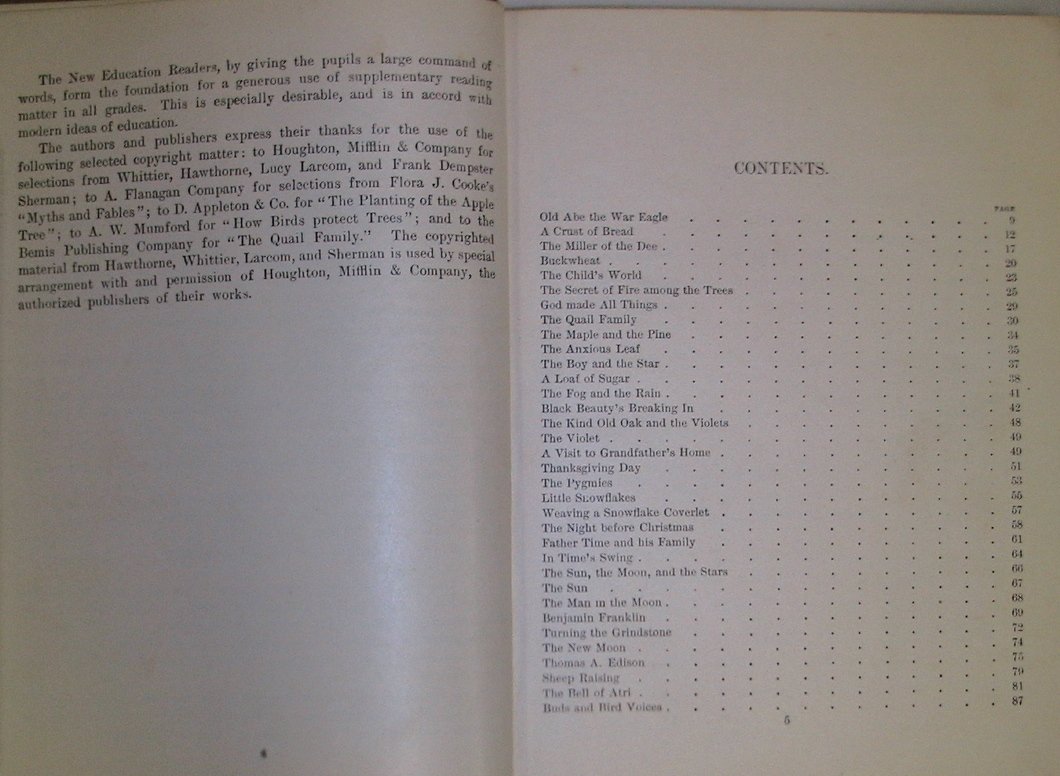 The New Education Readers, by giving the pupils a large command of
words, form the foundation for a generous use of supplementary reading
matter in all grades. This is especially desirable, and is in accord with
modern ideas of education.
The authors and publishers express their thanks for the use of the
following selected copyright matter: to Houghton, Mifflin & Company for
selections from Whittier, Hawthorne, Lucy Larcom, and Frank Dempster
Sherman; to A. Flanagan Company for selections from Flora J. Cooke's
"Myths and Fables"; to D. Appleton & Co. for "The Planting of the Apple
Tree"; to A. W. Mumford for "How Birds protect Trees"; and to the
Bemis Publishing Company for "The Quail Family." The copyrighted
material from Hawthorne, Whittier, Larcom, and Sherman is used by special
arrangement with and permission of Houghton, Mifflin & Company, the
authorized publishers of their works.
4
CONTENTS.
PAGE
Old Abe the War Eagle . . . . . . . . . . . . 9
A Crust of Bread . . . . . . . . . . . . . 12
The Miller of the Dee . . . . . . . . . . . . . 17
Buckwheat . . . . . . . . . . . . . . . 20
The Child's World . . . . . . . . . . . . . 23
The Secret of Fire among the Trees . . . . . . . . . . 25
God made All Things . . . . . . . . . . . . . 29
The Quail Family . . . . . . . . . . . . . 30
The Maple and the Pine . . . . . . . . . . . . 34
The Anxious Leaf . . . . . . . . . . . . . 35
The Boy and the Star . . . . . . . . . . . . . 37
A Loaf of Sugar . . . . . . . . . . . . . . 38
The Fog and the Rain . . . . . . . . . . . . . 41
Black Beauty's Breaking In . . . . . . . . . . . 42
The Kind Old Oak and the Violets . . . . . . . . . . 48
The Violet . . . . . . . . . . . . . . . 49
A Visit to Grandfather's Home . . . . . . . . . . . 49
Thanksgiving Day . . . . . . . . . . . . . 51
The Pygmies . . . . . . . . . . . . . . 53
Little Snowflakes . . . . . . . . . . . . . 55
Weaving a Snowflake Coverlet . . . . . . . . . . . 57
The Night before Christmas . . . . . . . . . . . 58
Father Time and his Family . . . . . . . . . . . 61
In Time's Swing . . . . . . . . . . . . . . 64
The Sun, the Moon, and the Stars . . . . . . . . . . 66
The Sun . . . . . . . . . . . . . . . 67
The Man in the Moon . . . . . . . . . . . . . 68
Benjamin Franklin . . . . . . . . . . . . . 69
Turning the Grindstone . . . . . . . . . . . . 72
The New Moon . . . . . . . . . . . . . . 74
Thomas A. Edison . . . . . . . . . . . . . 75
Sheep Raising . . . . . . . . . . . . . . 79
The Bell of Atri . . . . . . . . . . . . . . 81
Buds and Bird Voices . . . . . . . . . . . . . 87
5